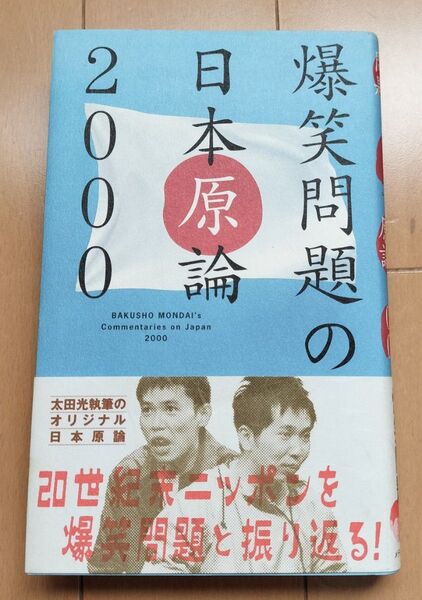 爆笑問題の
日本原論
2000
BAKUSHO MONDAI's
Commentaries on Japan
2000
太田光執筆の
オリジナル
日本原論
20世紀末ニッポンを
爆笑問題と振り返る!